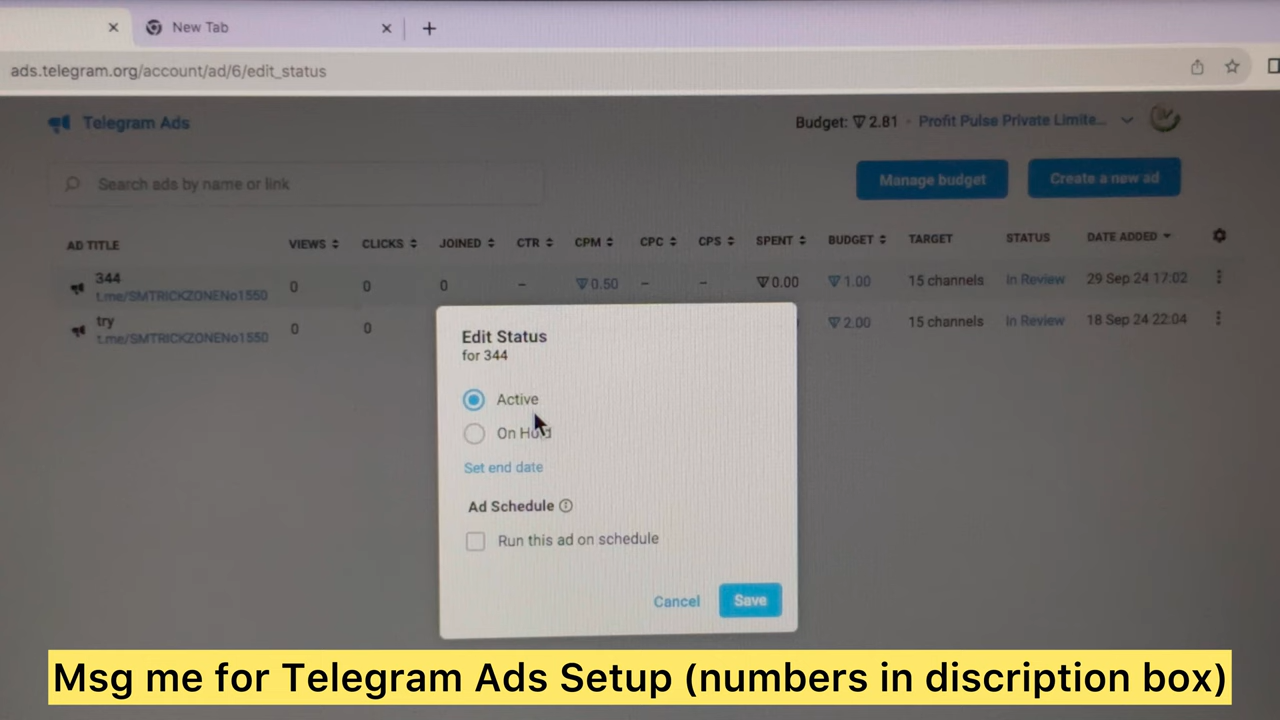 New Tab
ads.telegram.org/account/ad/6/edit_status
Telegram Ads
Budget: 2.81 · Profit Pulse Private Limite...
Search ads by name or link
Manage budget
Create a new ad
AD TITLE VIEWS CLICKS JOINED CTR CPM CPC CPS SPENT BUDGET TARGET STATUS DATE ADDED
344 0 0 0 – 0.50 – – 0.00 1.00 15 channels In Review 29 Sep 24 17:02
t.me/SMTRICKZONENo1550
try 0 0 2.00 15 channels In Review 18 Sep 24 22:04
t.me/SMTRICKZONENo1550
Edit Status
for 344
Active
On Hold
Set end date
Ad Schedule
Run this ad on schedule
Cancel
Save
Msg me for Telegram Ads Setup (numbers in discription box)